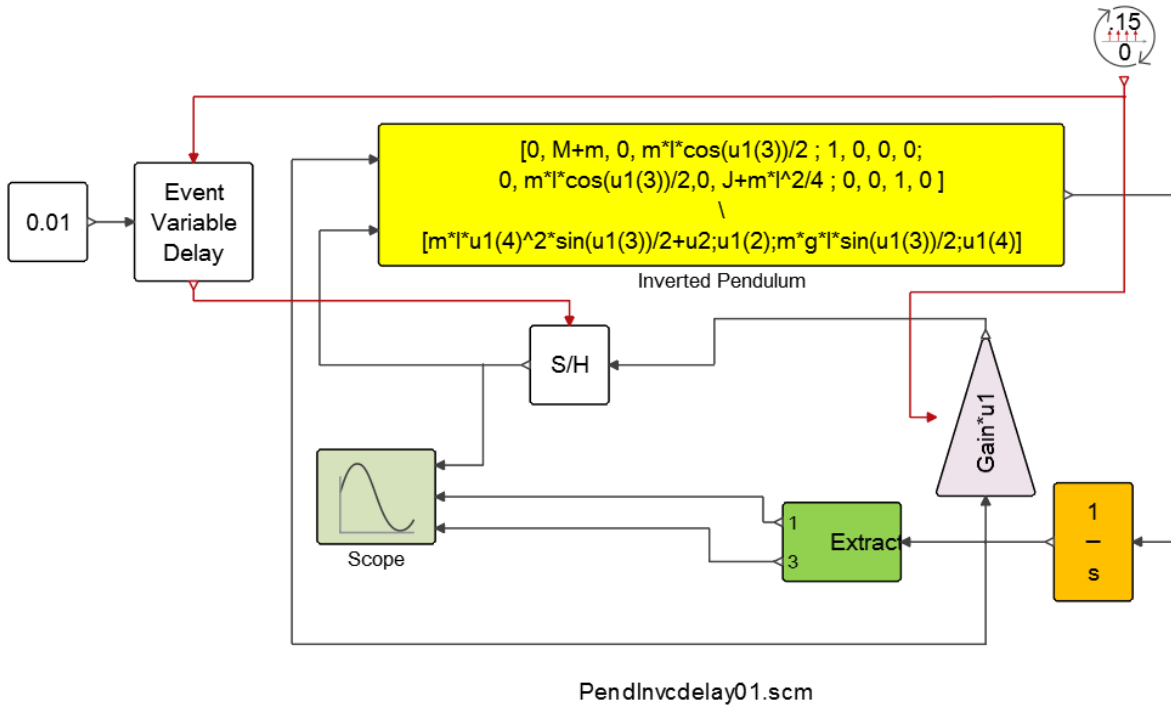 .15
0
[0, M+m, 0, m*l*cos(u1(3))/2 ; 1, 0, 0, 0;
0, m*l*cos(u1(3))/2,0, J+m*l^2/4 ; 0, 0, 1, 0 ]
\
[m*l*u1(4)^2*sin(u1(3))/2+u2;u1(2);m*g*l*sin(u1(3))/2;u1(4)]
Inverted Pendulum
0.01
Event
Variable
Delay
S/H
Gain*u1
Scope
1
3
Extract
1
s
PendInvcdelay01.scm